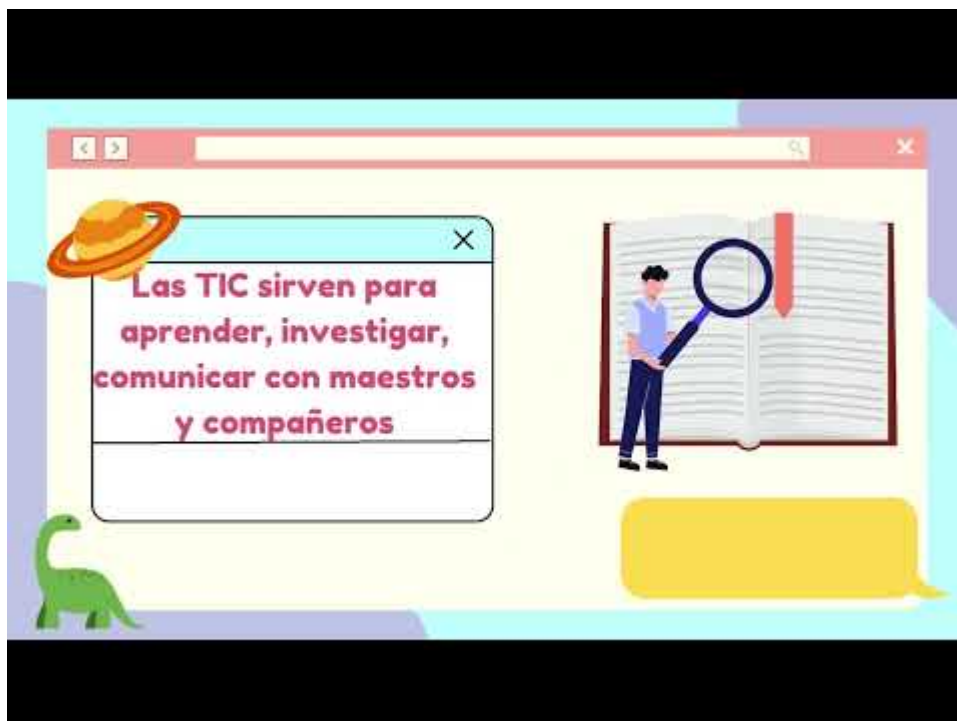 Las TIC sirven para
aprender, investigar,
comunicar con maestros
y compañeros